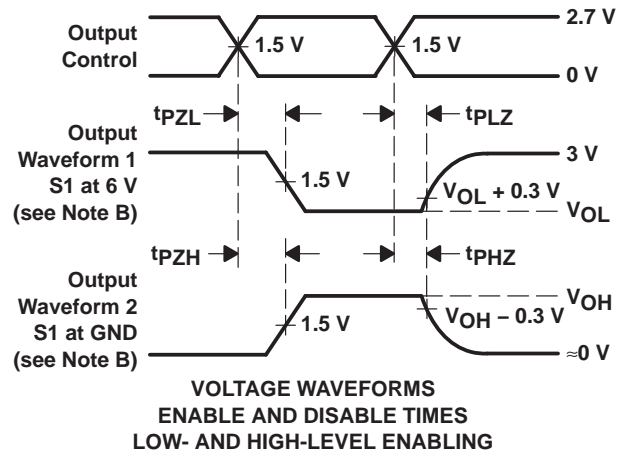 Output
Control
1.5 V
1.5 V
2.7 V
0 V
tPZL
tPLZ
Output
Waveform 1
S1 at 6 V
(see Note B)
1.5 V
3 V
VOL + 0.3 V
VOL
tPZH
tPHZ
Output
Waveform 2
S1 at GND
(see Note B)
1.5 V
VOH
VOH − 0.3 V
≈0 V
VOLTAGE WAVEFORMS
ENABLE AND DISABLE TIMES
LOW- AND HIGH-LEVEL ENABLING